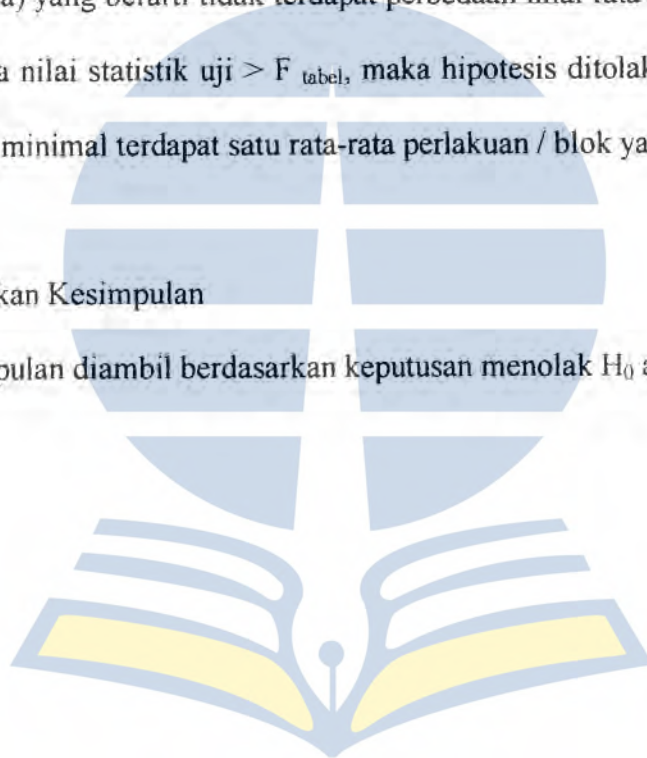 a) yang berarti tidak terdapat perbedaan nilai rata
a nilai statistik uji > F tabel, maka hipotesis ditolak
minimal terdapat satu rata-rata perlakuan / blok ya
kan Kesimpulan
pulan diambil berdasarkan keputusan menolak H₀ a